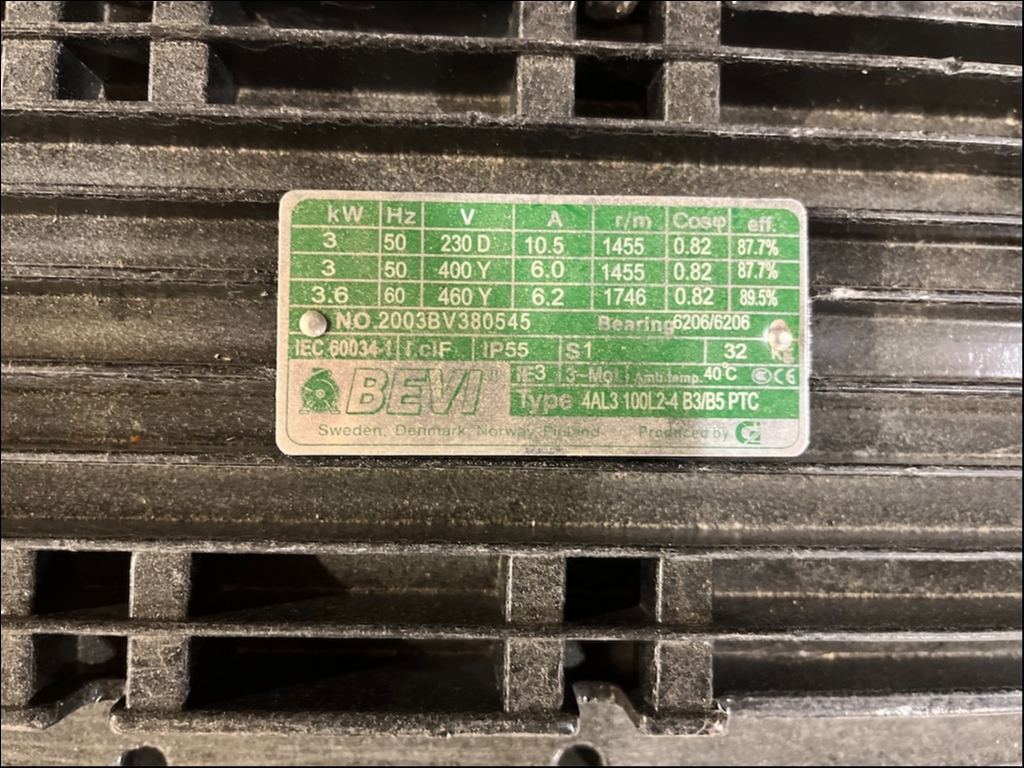 kW Hz V A r/m Cosφ eff.
3 50 230 D 10.5 1455 0.82 87.7%
3 50 400 Y 6.0 1455 0.82 87.7%
3.6 60 460 Y 6.2 1746 0.82 89.5%
NO.2003BV380545 Bearing 6206/6206
IEC 60034-1 I.clF IP55 S1 32 Kg
IE3 3~Mot. Amb.temp. 40°C CE
BEVI®
Type 4AL3 100L2-4 B3/B5 PTC
Sweden, Denmark, Norway, Finland Produced by